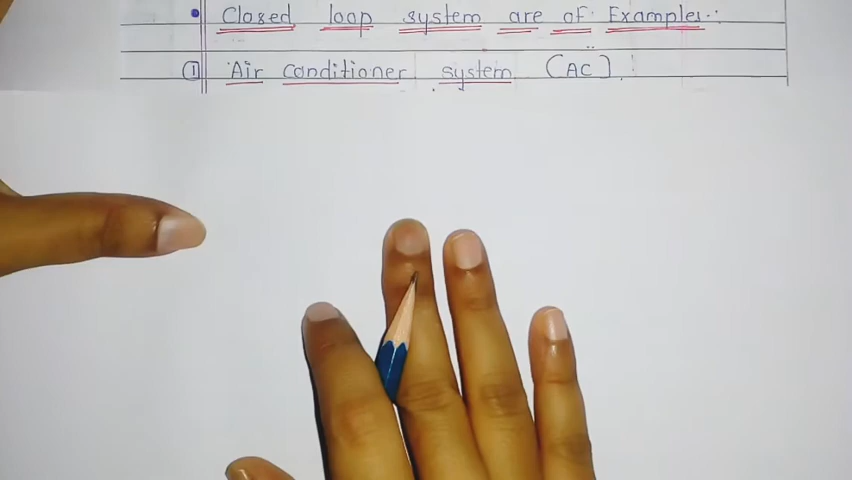 • Closed loop system are of Examples:
① Air conditioner system (AC)